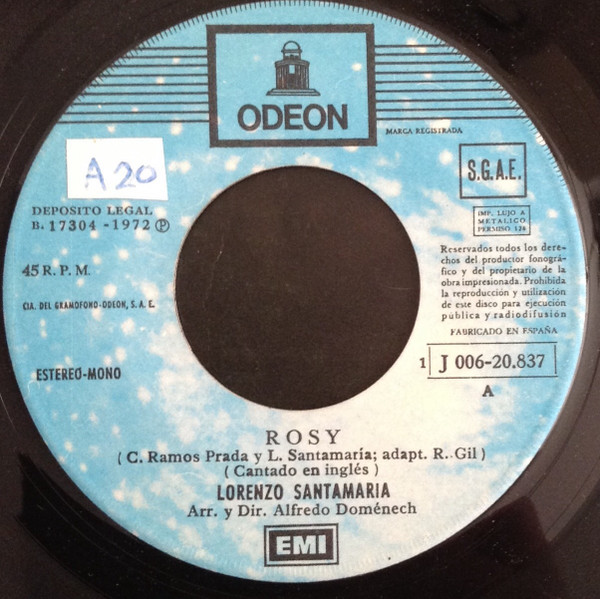 ODEON
MARCA REGISTRADA
A20
S.G.A.E.
DEPOSITO LEGAL
B. 17304 - 1972 Ⓟ
IMP. LUJO A
METALICO
PERMISO 128
45 R. P. M.
Reservados todos los dere-
chos del productor fonográ-
fico y del propietario de la
obra impresionada. Prohibida
la reproducción y utilización
de este disco para ejecución
pública y radiodifusión
CIA. DEL GRAMOFONO-ODEON, S. A. E.
FABRICADO EN ESPAÑA
ESTEREO-MONO
1 J 006-20.837
A
ROSY
( C. Ramos Prada y L. Santamaría; adapt. R. Gil )
( Cantado en inglés )
LORENZO SANTAMARIA
Arr. y Dir. Alfredo Doménech
EMI